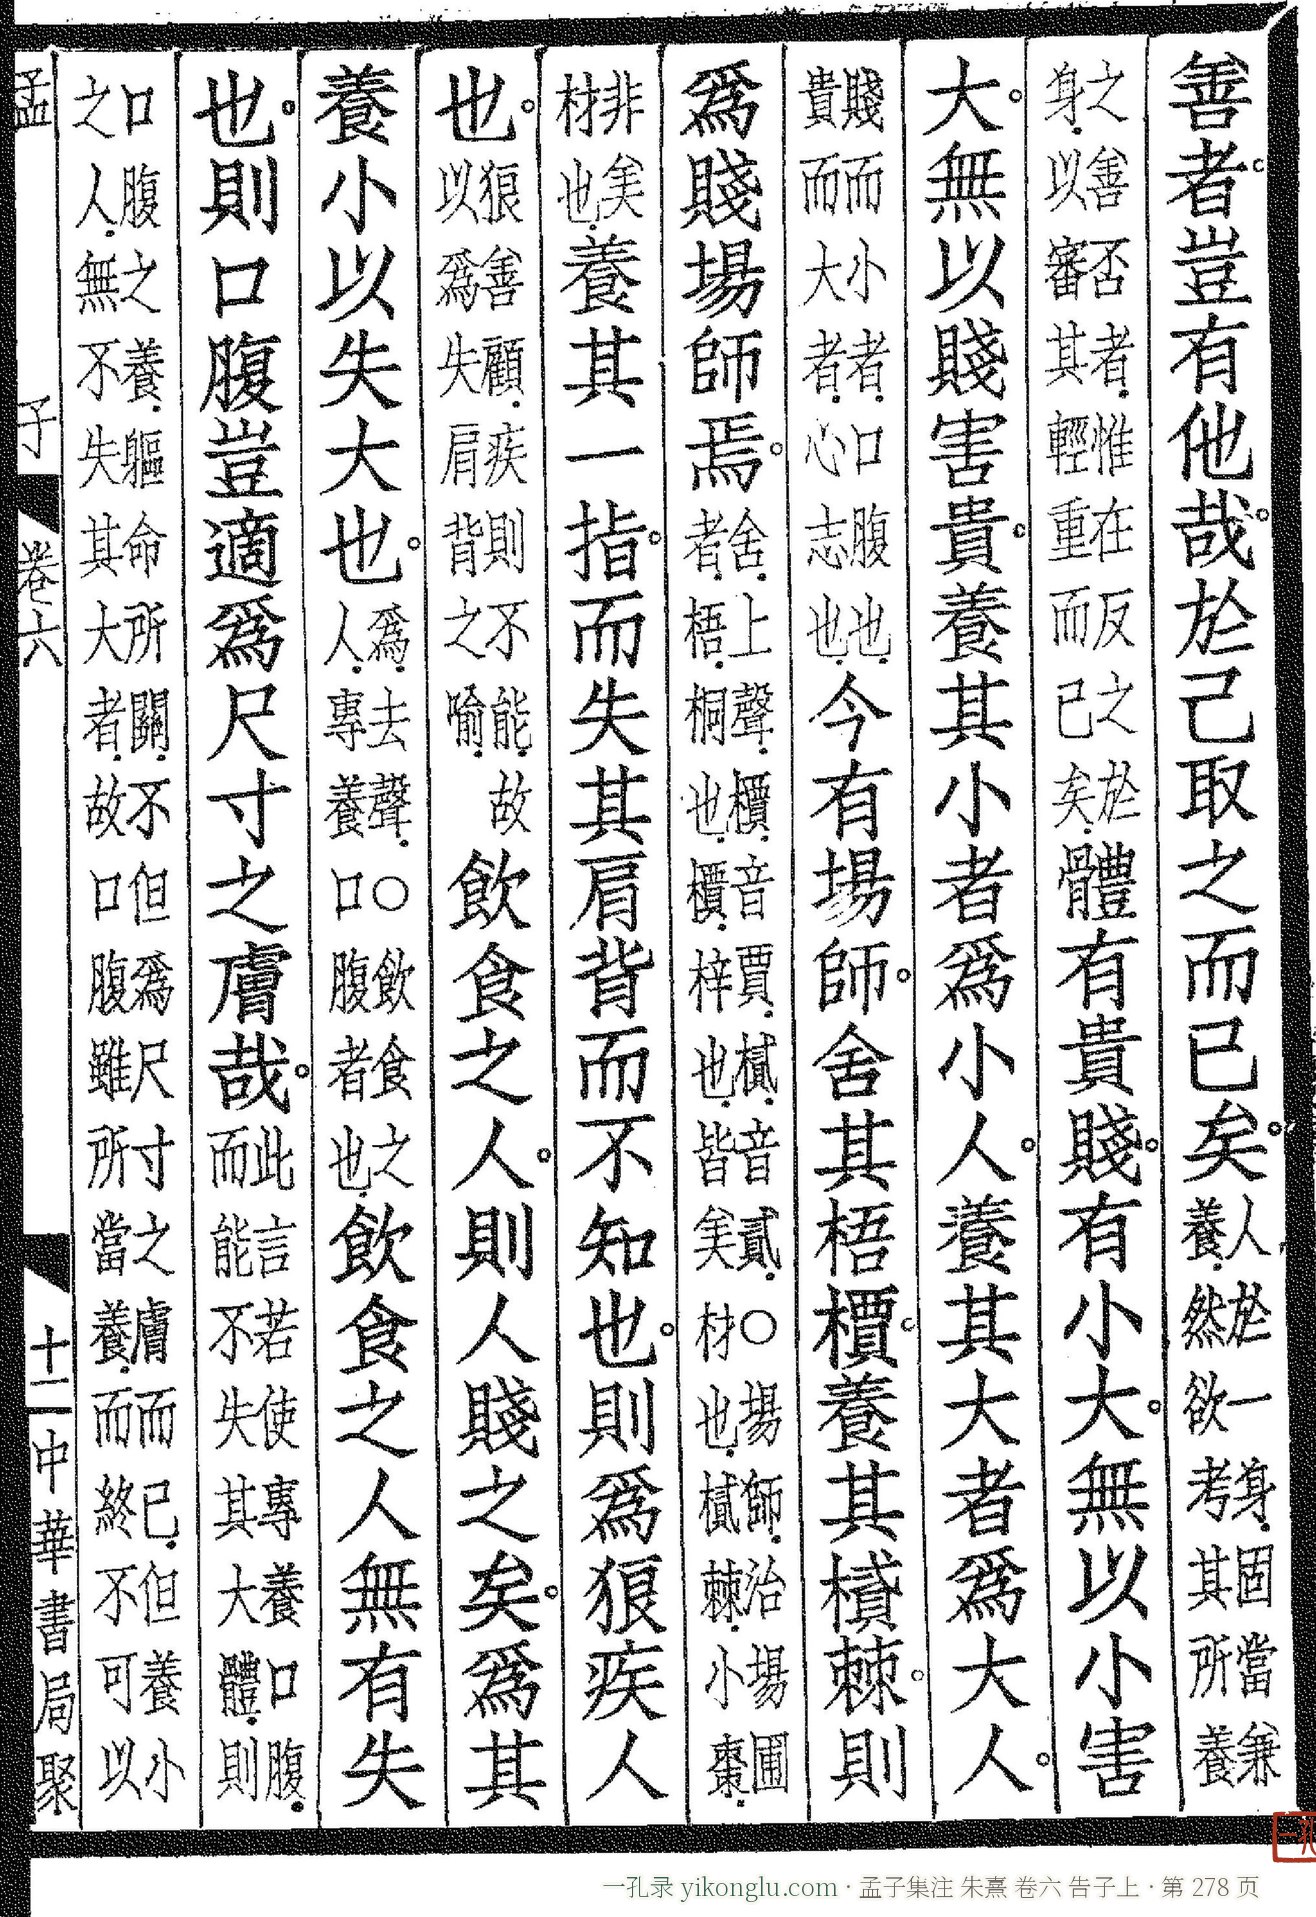 善者。豈有他哉。於己取之而已矣。人於一身。固當兼養。然欲考其所養
之善否者。惟在反之於身。以審其輕重而已矣。體有貴賤。有小大。無以小害
大。無以賤害貴。養其小者爲小人。養其大者爲大人。
賤而小者。口腹也。貴而大者。心志也。今有場師。舍其梧檟。養其樲棘。則
爲賤場師焉。舍。上聲。檟。音賈。樲。音貳。○場師。治場圃者。梧。桐也。檟。梓也。皆美材也。樲棘。小棗。
非美材也。養其一指。而失其肩背而不知也。則爲狼疾人
也。狼善顧。疾則不能。故以爲失肩背之喻。飲食之人。則人賤之矣。爲其
養小以失大也。爲。去聲。○飲食之人。專養口腹者也。飲食之人無有失
也。則口腹豈適爲尺寸之膚哉。此言若使專養口腹。而能不失其大體。則
口腹之養。軀命所關。不但爲尺寸之膚而已。但養小之人。無不失其大者。故口腹雖所當養。而終不可以小
孟子 卷六 十二 中華書局聚
一孔录 yikonglu.com · 孟子集注 朱熹 卷六 告子上 · 第 278 页